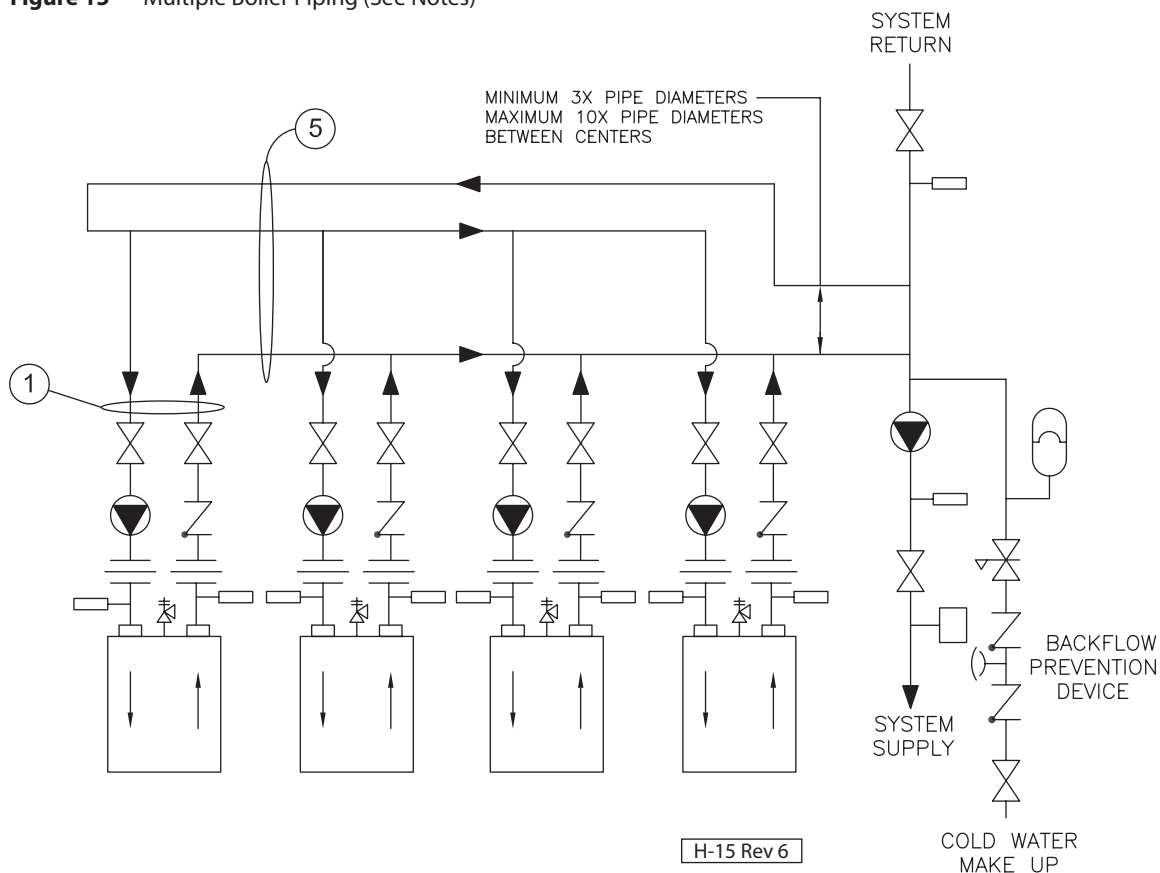 Figure 15 Multiple Boiler Piping (See Notes)
SYSTEM
RETURN
MINIMUM 3X PIPE DIAMETERS
MAXIMUM 10X PIPE DIAMETERS
BETWEEN CENTERS
5
1
BACKFLOW
PREVENTION
DEVICE
SYSTEM
SUPPLY
H-15 Rev 6
COLD WATER
MAKE UP